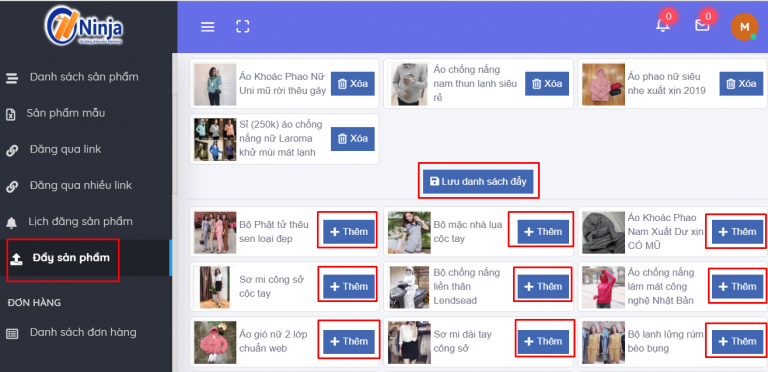 Ninja
0
0
M
Danh sách sản phẩm
Sản phẩm mẫu
Đăng qua link
Đăng qua nhiều link
Lịch đăng sản phẩm
Đẩy sản phẩm
ĐƠN HÀNG
Danh sách đơn hàng
Áo Khoác Phao Nữ
Uni mũ rời thêu gáy
Xóa
Áo chống nắng
nam thun lạnh siêu
rẻ
Xóa
Áo phao nữ siêu
nhẹ xuất xịn 2019
Xóa
Sỉ (250k) áo chống
nắng nữ Laroma
khử mùi mát lạnh
Xóa
Lưu danh sách đẩy
Bộ Phật tử thêu
sen loại đẹp
Thêm
Bộ mặc nhà lụa
cộc tay
Thêm
Áo Khoác Phao
Nam Xuất Dư xịn
CÓ MŨ
Thêm
Sơ mi công sở
cộc tay
Thêm
Bộ chống nắng
liền thân
Lendsead
Thêm
Áo chống nắng
làm mát công
nghệ Nhật Bản
Thêm
Áo gió nữ 2 lớp
chuẩn web
Thêm
Sơ mi dài tay
công sở
Thêm
Bộ lanh lửng rúm
bèo bụng
Thêm